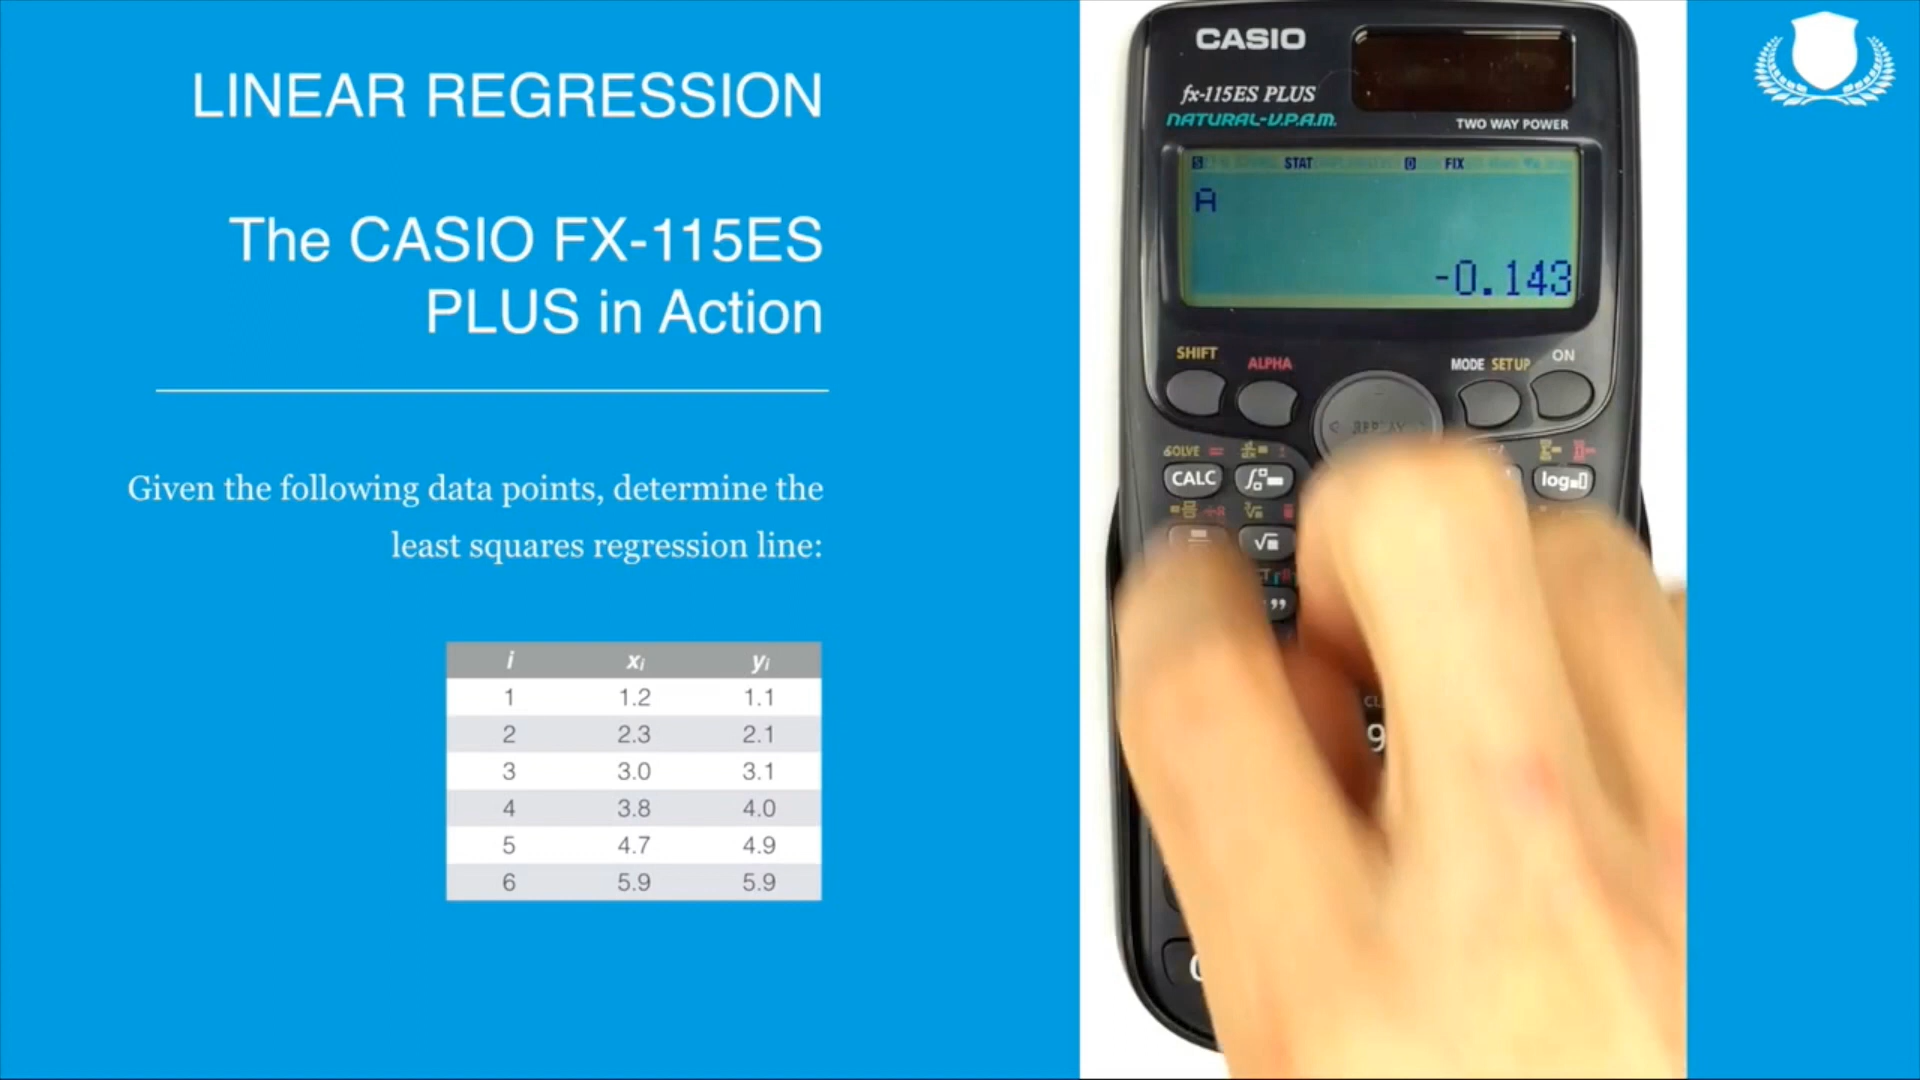 LINEAR REGRESSION
The CASIO FX-115ES
PLUS in Action
Given the following data points, determine the
least squares regression line:
i xi yi
1 1.2 1.1
2 2.3 2.1
3 3.0 3.1
4 3.8 4.0
5 4.7 4.9
6 5.9 5.9
CASIO
fx-115ES PLUS
NATURAL-V.P.A.M.
TWO WAY POWER
S STAT D FIX
A
-0.143
SHIFT ALPHA MODE SETUP ON
REPLAY
SOLVE =
CALC log
√
9